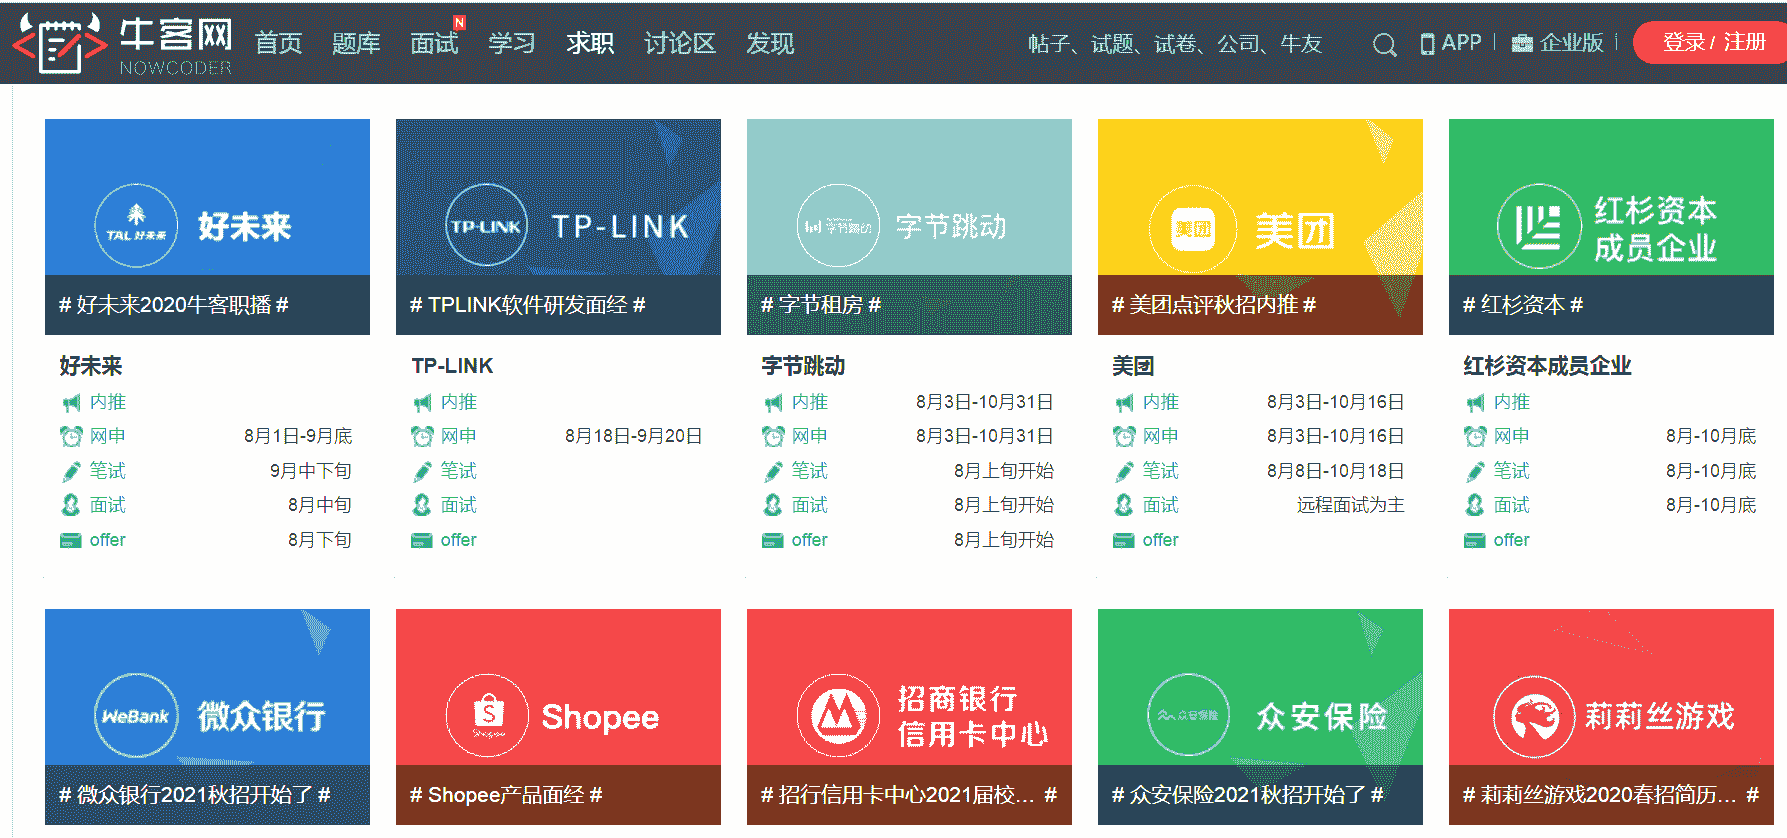 牛客网
NOWCODER
首页 题库 面试 N 学习 求职 讨论区 发现
帖子、试题、试卷、公司、牛友
APP
企业版
登录 / 注册
TAL 好未来
好未来
# 好未来2020牛客职播 #
好未来
内推
网申 8月1日-9月底
笔试 9月中下旬
面试 8月中旬
offer 8月下旬
TP-LINK
TP-LINK
# TPLINK软件研发面经 #
TP-LINK
内推
网申 8月18日-9月20日
笔试
面试
offer
字节跳动
字节跳动
# 字节租房 #
字节跳动
内推 8月3日-10月31日
网申 8月3日-10月31日
笔试 8月上旬开始
面试 8月上旬开始
offer 8月上旬开始
美团
美团
# 美团点评秋招内推 #
美团
内推 8月3日-10月16日
网申 8月3日-10月16日
笔试 8月8日-10月18日
面试 远程面试为主
offer
红杉资本
成员企业
# 红杉资本 #
红杉资本成员企业
内推
网申 8月-10月底
笔试 8月-10月底
面试 8月-10月底
offer
WeBank
微众银行
# 微众银行2021秋招开始了 #
Shopee
Shopee
# Shopee产品面经 #
招商银行
信用卡中心
# 招行信用卡中心2021届校... #
众安保险
众安保险
# 众安保险2021秋招开始了 #
莉莉丝游戏
# 莉莉丝游戏2020春招简历... #